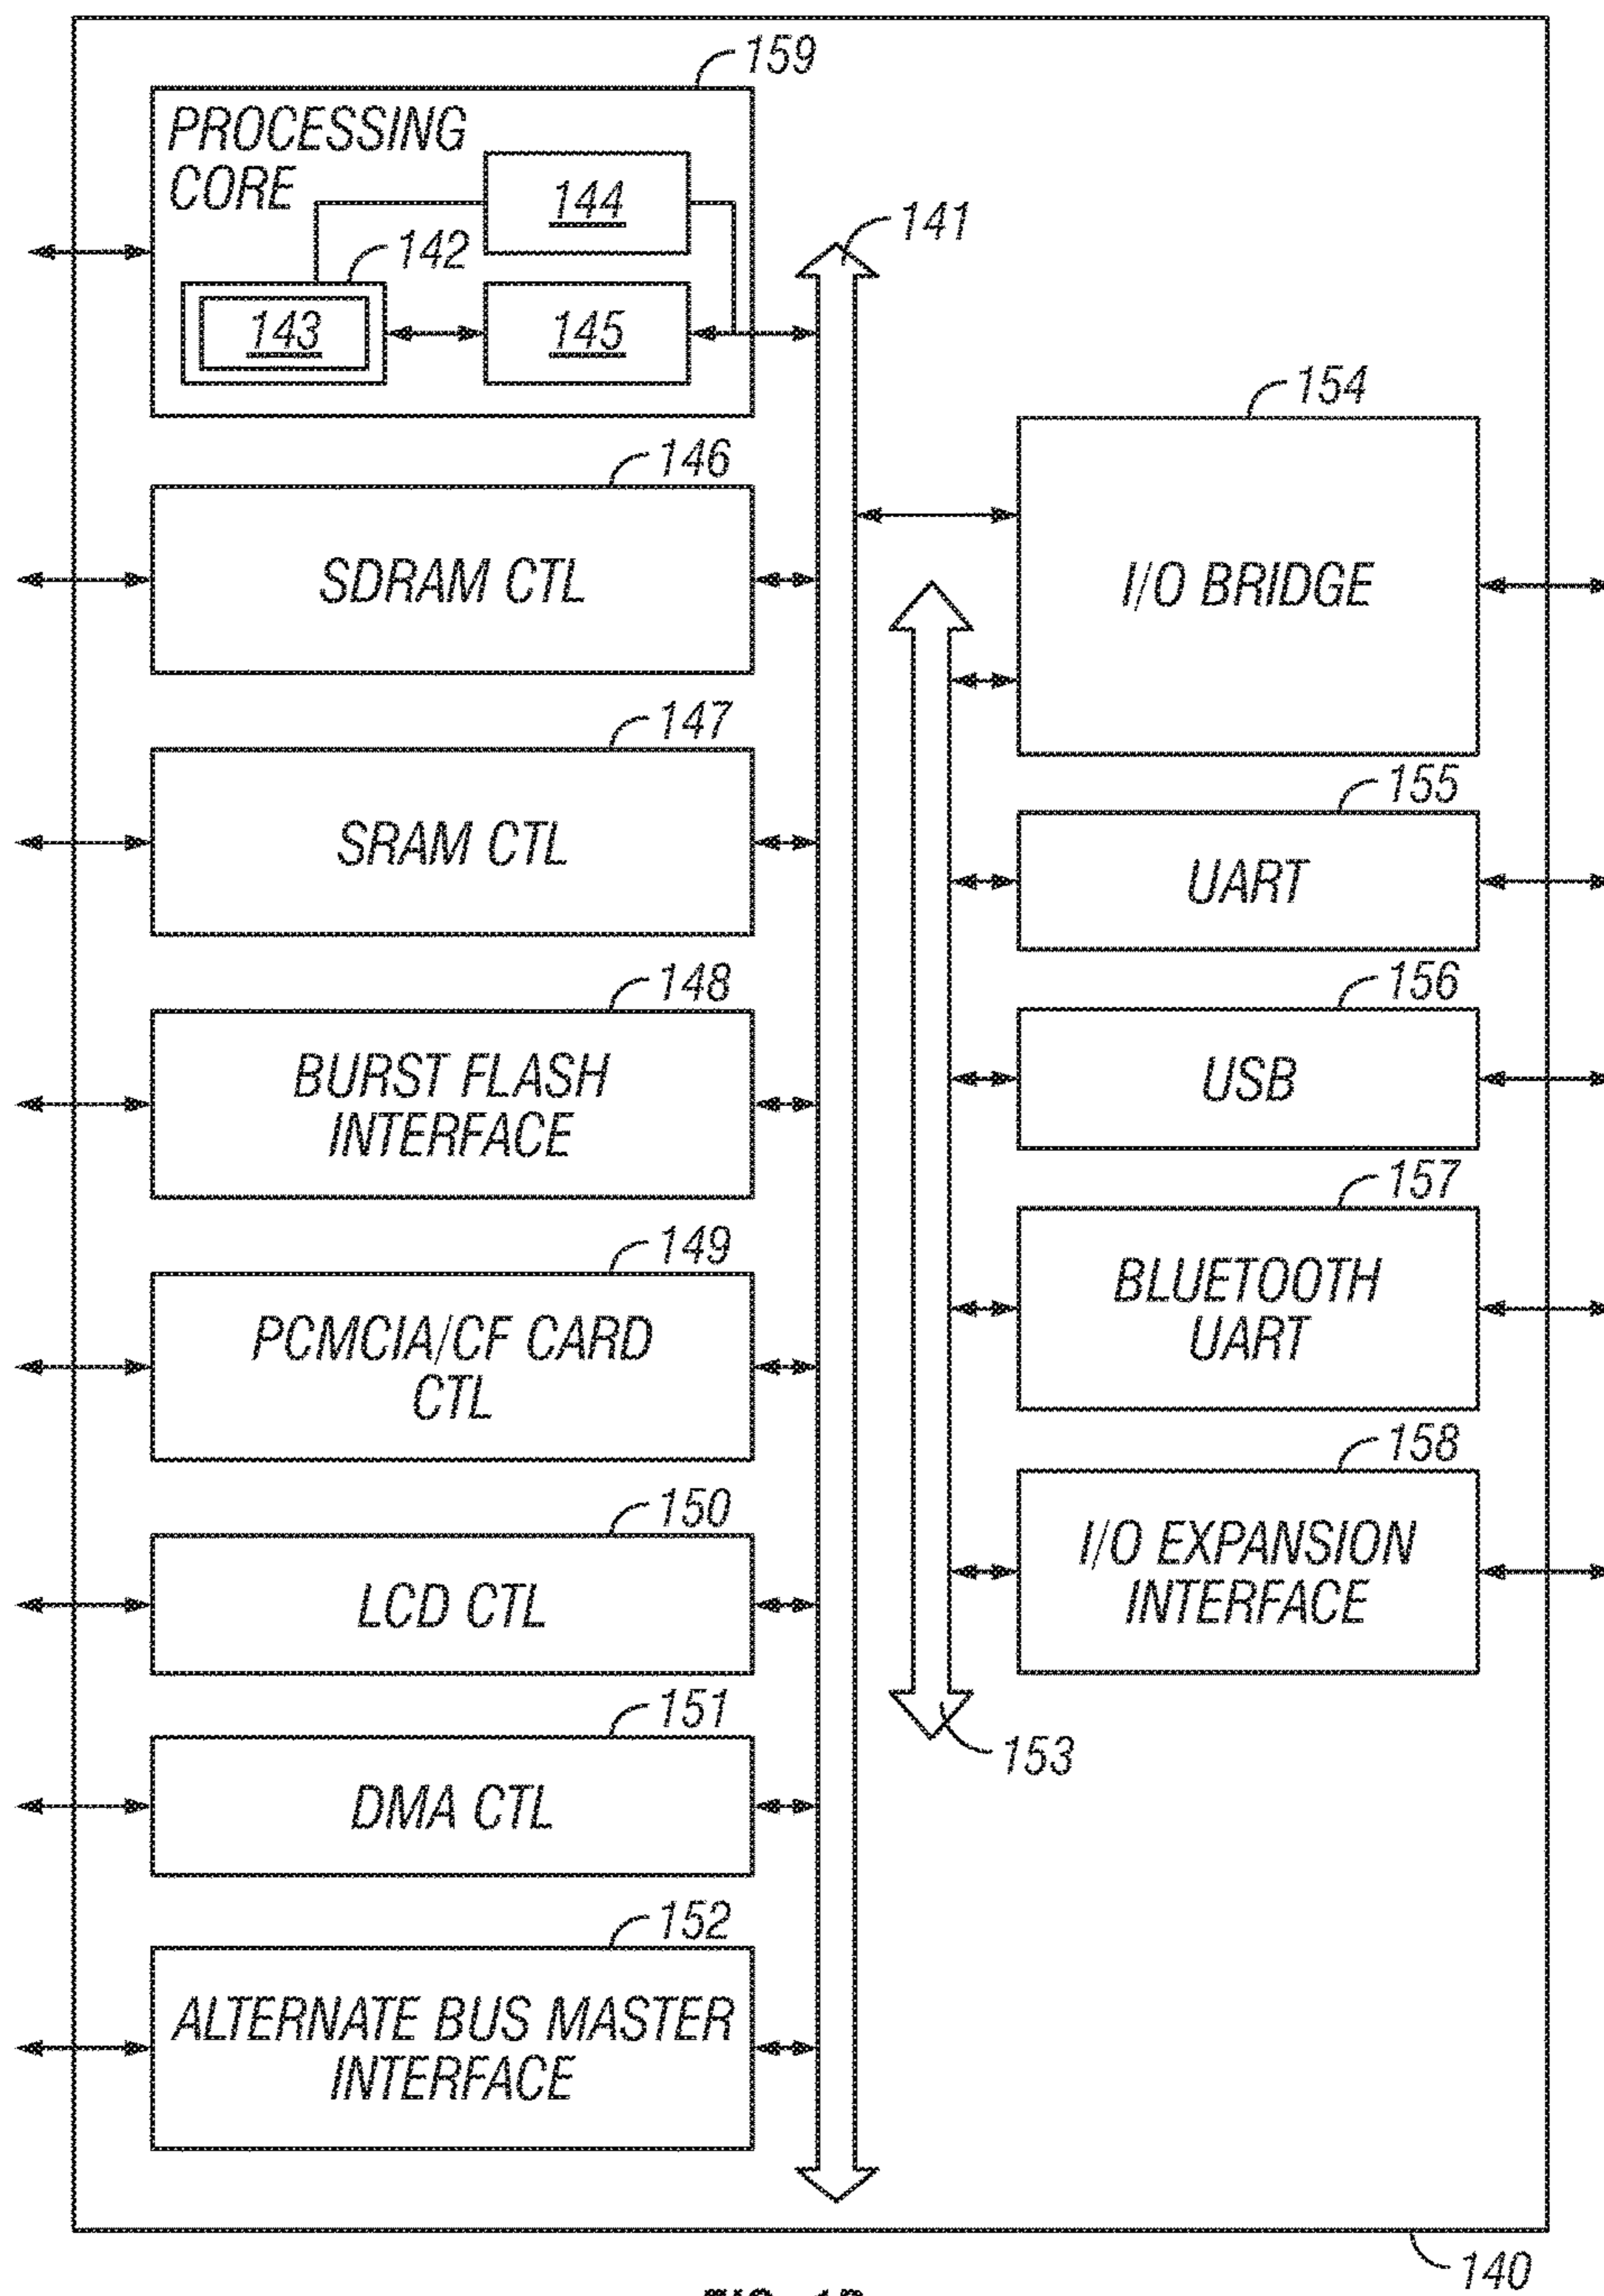 159
PROCESSING
CORE
144
142
143
145
141
146
SDRAM CTL
147
SRAM CTL
148
BURST FLASH
INTERFACE
149
PCMCIA/CF CARD
CTL
150
LCD CTL
151
DMA CTL
152
ALTERNATE BUS MASTER
INTERFACE
154
I/O BRIDGE
155
UART
156
USB
157
BLUETOOTH
UART
158
I/O EXPANSION
INTERFACE
153
140